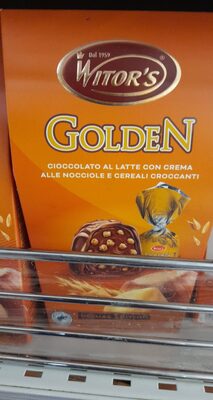 Dal 1959
WITOR'S
GOLDEN
CIOCCOLATO AL LATTE CON CREMA
ALLE NOCCIOLE E CEREALI CROCCANTI